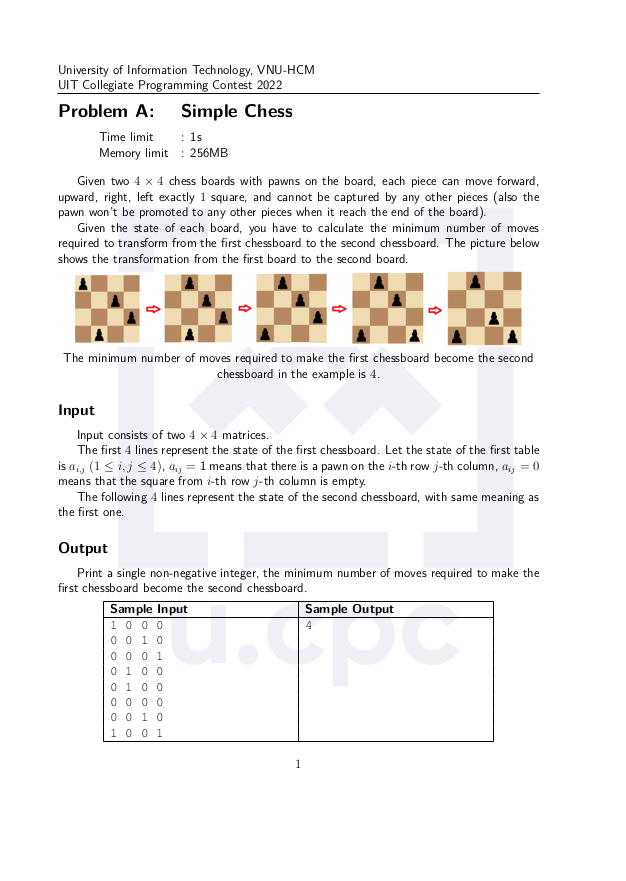 University of Information Technology, VNU-HCM
UIT Collegiate Programming Contest 2022
Problem A: Simple Chess
Time limit : 1s
Memory limit : 256MB
Given two 4 × 4 chess boards with pawns on the board, each piece can move forward,
upward, right, left exactly 1 square, and cannot be captured by any other pieces (also the
pawn won't be promoted to any other pieces when it reach the end of the board).
Given the state of each board, you have to calculate the minimum number of moves
required to transform from the first chessboard to the second chessboard. The picture below
shows the transformation from the first board to the second board.
The minimum number of moves required to make the first chessboard become the second
chessboard in the example is 4.
Input
Input consists of two 4 × 4 matrices.
The first 4 lines represent the state of the first chessboard. Let the state of the first table
is a_{i,j} (1 ≤ i, j ≤ 4), a_{ij} = 1 means that there is a pawn on the i-th row j-th column, a_{ij} = 0
means that the square from i-th row j-th column is empty.
The following 4 lines represent the state of the second chessboard, with same meaning as
the first one.
Output
Print a single non-negative integer, the minimum number of moves required to make the
first chessboard become the second chessboard.
Sample Input Sample Output
1 0 0 0 4
0 0 1 0
0 0 0 1
0 1 0 0
0 1 0 0
0 0 0 0
0 0 1 0
1 0 0 1
u.cpc
1